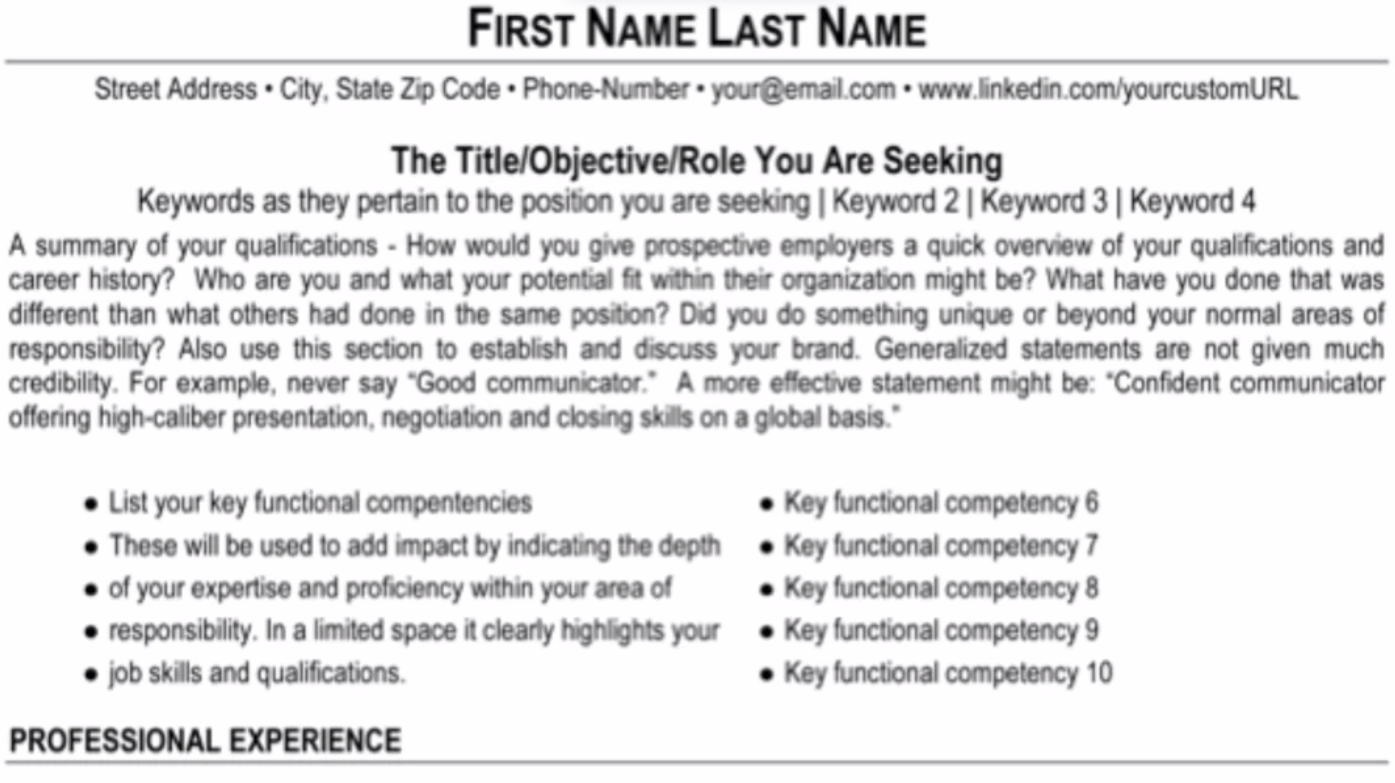 FIRST NAME LAST NAME
Street Address • City, State Zip Code • Phone-Number • your@email.com • www.linkedin.com/yourcustomURL
The Title/Objective/Role You Are Seeking
Keywords as they pertain to the position you are seeking | Keyword 2 | Keyword 3 | Keyword 4
A summary of your qualifications - How would you give prospective employers a quick overview of your qualifications and
career history?  Who are you and what your potential fit within their organization might be? What have you done that was
different than what others had done in the same position? Did you do something unique or beyond your normal areas of
responsibility? Also use this section to establish and discuss your brand. Generalized statements are not given much
credibility. For example, never say “Good communicator.”  A more effective statement might be: “Confident communicator
offering high-caliber presentation, negotiation and closing skills on a global basis.”
• List your key functional compentencies
• These will be used to add impact by indicating the depth
• of your expertise and proficiency within your area of
• responsibility. In a limited space it clearly highlights your
• job skills and qualifications.
• Key functional competency 6
• Key functional competency 7
• Key functional competency 8
• Key functional competency 9
• Key functional competency 10
PROFESSIONAL EXPERIENCE